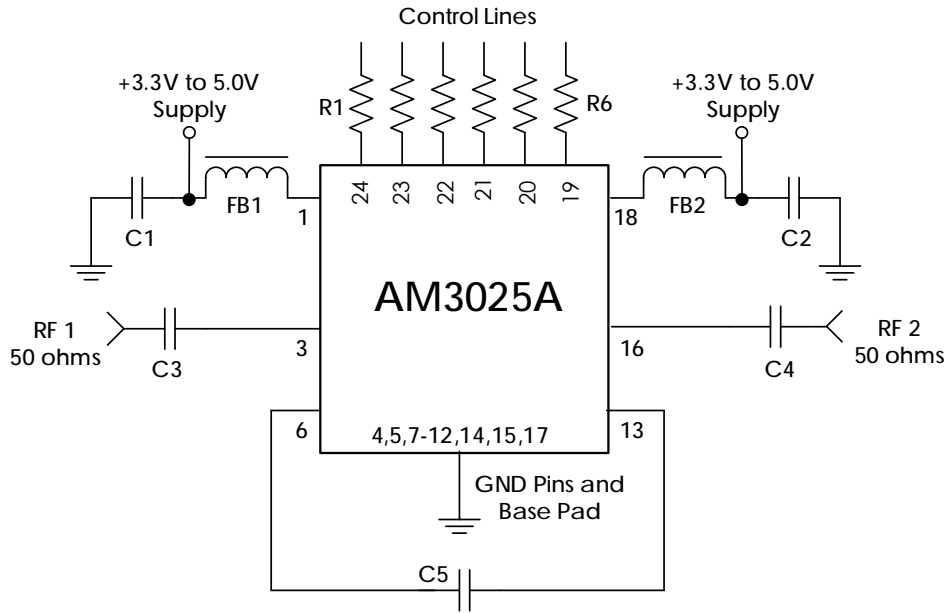 Control Lines
+3.3V to 5.0V
Supply
R1
R6
+3.3V to 5.0V
Supply
24
23
22
21
20
19
C1
FB1
1
18
FB2
C2
AM3025A
RF 1
50 ohms
C3
3
16
C4
RF 2
50 ohms
6
4,5,7-12,14,15,17
13
GND Pins and
Base Pad
C5